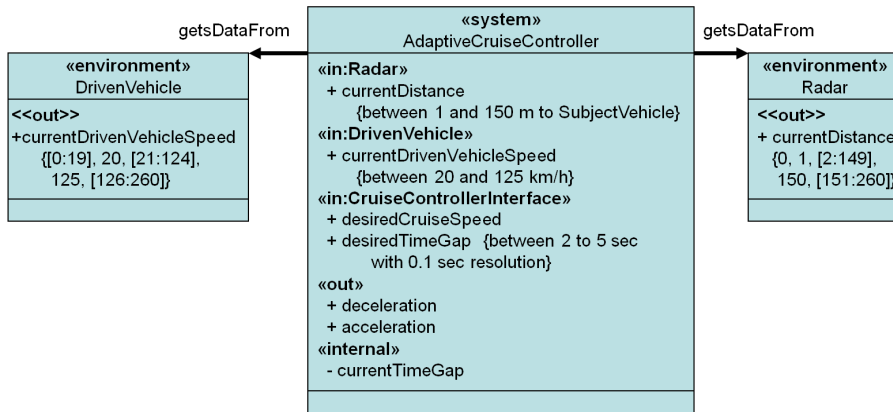 getsDataFrom
«environment»
DrivenVehicle
<<out>>
+currentDrivenVehicleSpeed
{[0:19], 20, [21:124],
125, [126:260]}
«system»
AdaptiveCruiseController
«in:Radar»
+ currentDistance
{between 1 and 150 m to SubjectVehicle}
«in:DrivenVehicle»
+ currentDrivenVehicleSpeed
{between 20 and 125 km/h}
«in:CruiseControllerInterface»
+ desiredCruiseSpeed
+ desiredTimeGap {between 2 to 5 sec
with 0.1 sec resolution}
«out»
+ deceleration
+ acceleration
«internal»
- currentTimeGap
getsDataFrom
«environment»
Radar
<<out>>
+ currentDistance
{0, 1, [2:149],
150, [151:260]}